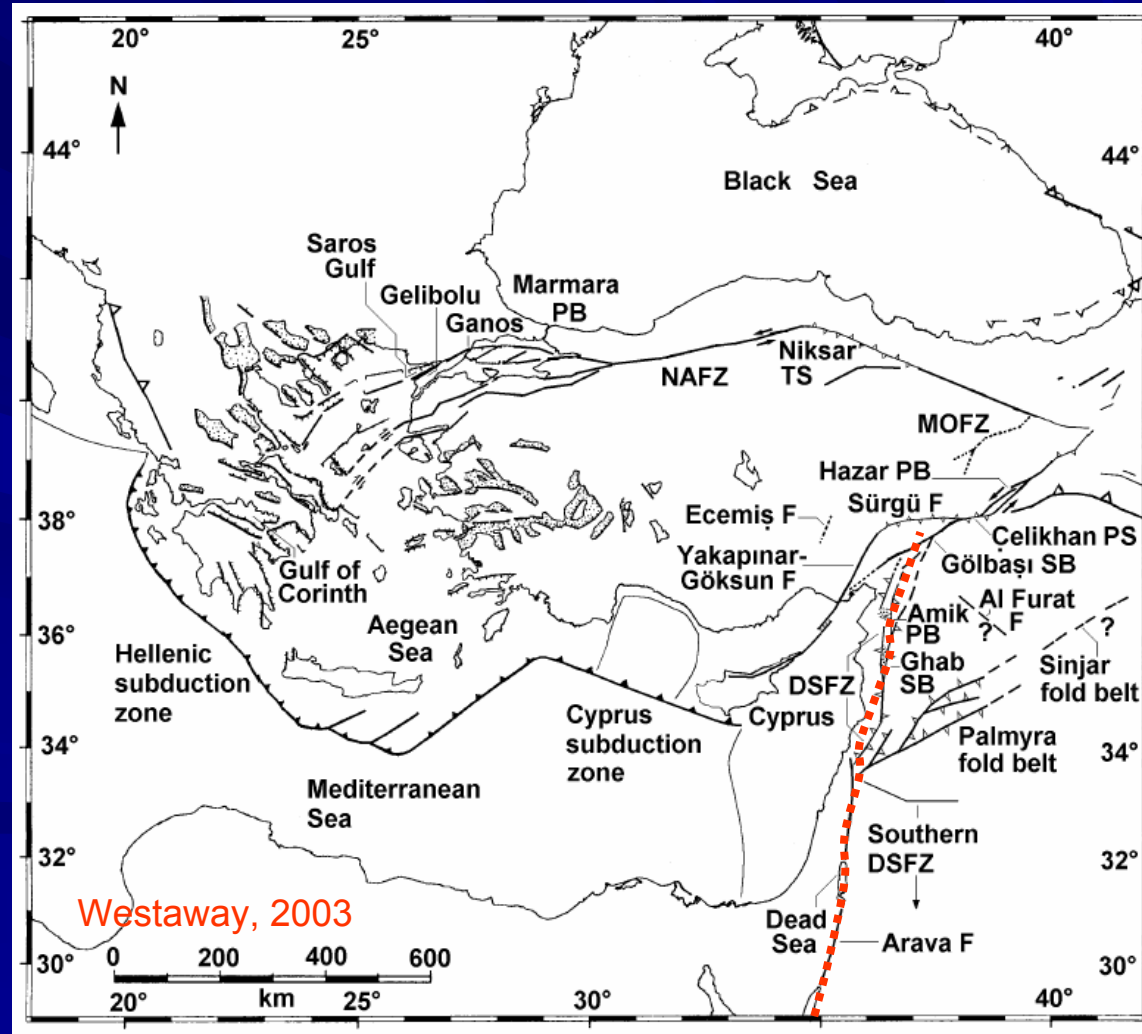 20°
25°
40°
N
44°
44°
Black Sea
Saros
Gulf
Gelibolu
Ganos
Marmara
PB
NAFZ
Niksar
TS
MOFZ
Hazar PB
Sürgü F
Ecemiş F
38°
38°
Çelikhan PS
Yakapınar-
Göksun F
Gölbaşı SB
Gulf of
Corinth
Al Furat
F
?
?
Amik
PB
36°
36°
Aegean
Sea
Ghab
SB
Sinjar
fold belt
Hellenic
subduction
zone
DSFZ
Cyprus
Cyprus
subduction
zone
34°
34°
Palmyra
fold belt
Mediterranean
Sea
Southern
DSFZ
32°
32°
Westaway, 2003
Dead
Sea
Arava F
30°
30°
0 200 400 600
km
20°
25°
30°
40°